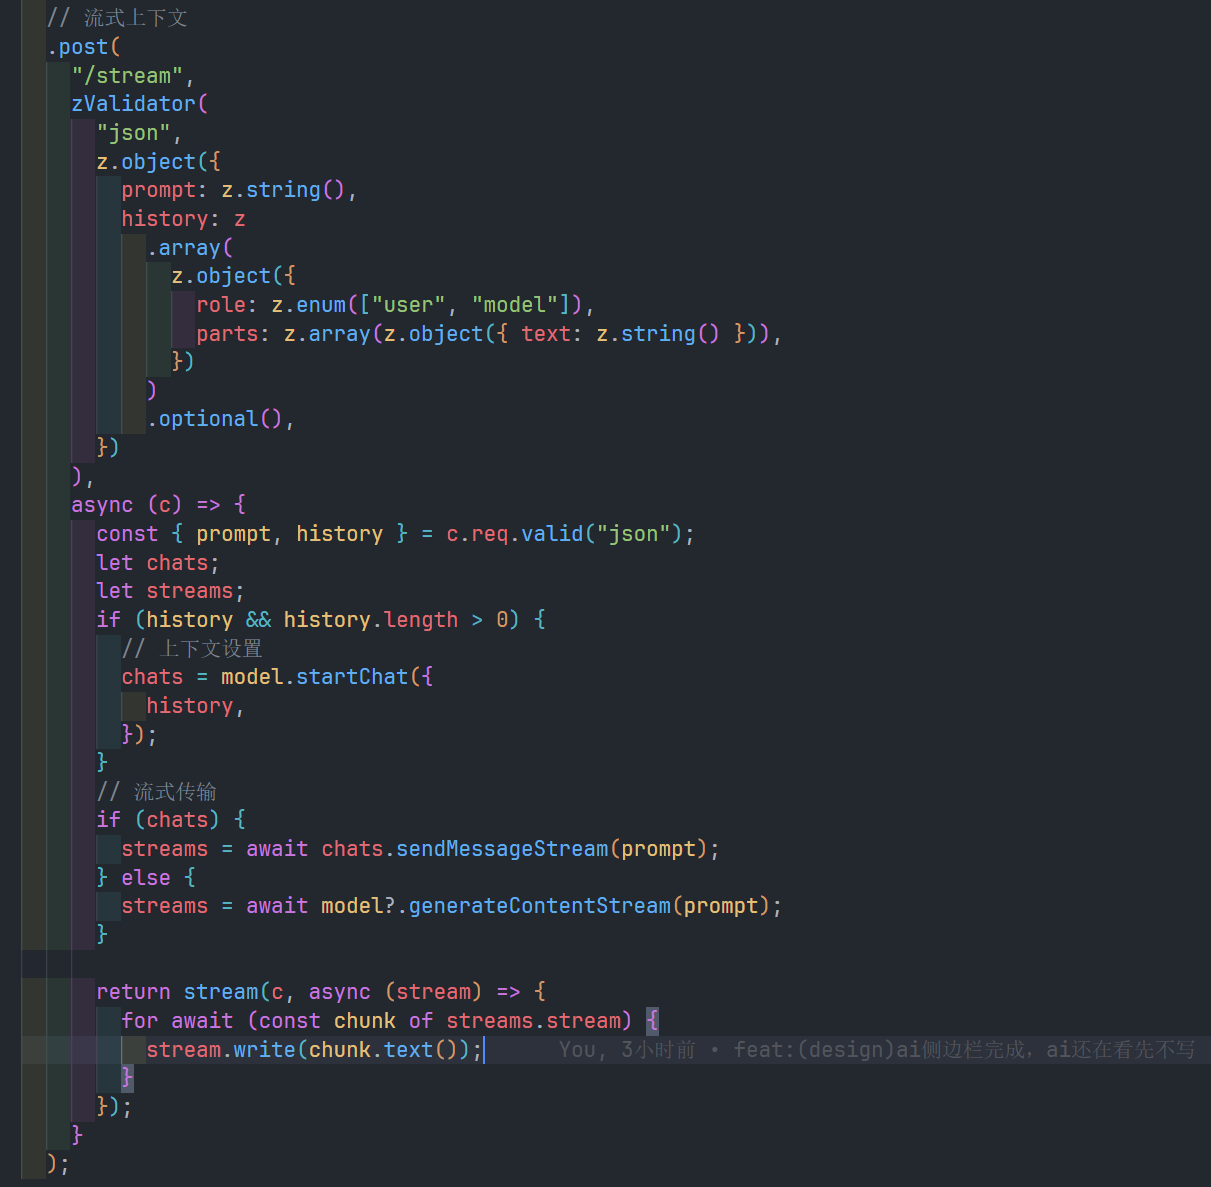 // 流式上下文
.post(
"/stream",
zValidator(
"json",
z.object({
prompt: z.string(),
history: z
.array(
z.object({
role: z.enum(["user", "model"]),
parts: z.array(z.object({ text: z.string() })),
})
)
.optional(),
})
),
async (c) => {
const { prompt, history } = c.req.valid("json");
let chats;
let streams;
if (history && history.length > 0) {
// 上下文设置
chats = model.startChat({
history,
});
}
// 流式传输
if (chats) {
streams = await chats.sendMessageStream(prompt);
} else {
streams = await model?.generateContentStream(prompt);
}
return stream(c, async (stream) => {
for await (const chunk of streams.stream) {
stream.write(chunk.text()); You, 3小时前 • feat:(design)ai侧边栏完成，ai还在看先不写
}
});
}
);